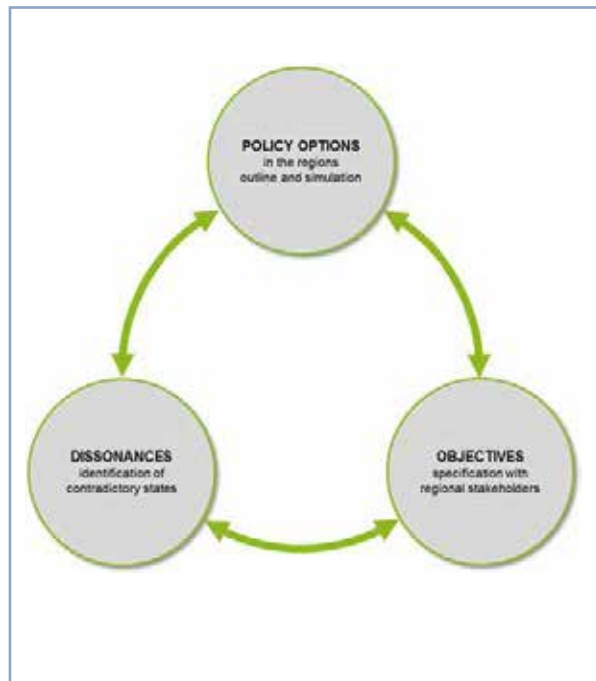 POLICY OPTIONS
in the regions
outline and simulation
DISSONANCES
identification of
contradictory states
OBJECTIVES
specification with
regional stakeholders